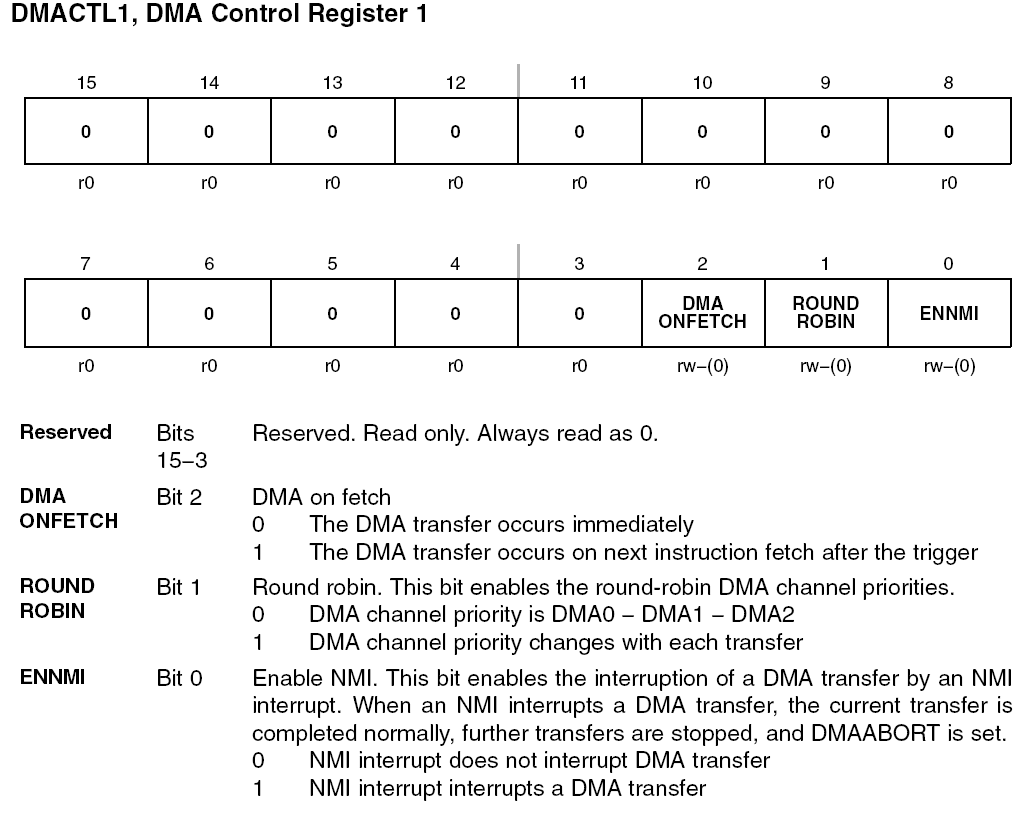 DMACTL1, DMA Control Register 1
15 14 13 12 11 10 9 8
0 0 0 0 0 0 0 0
r0 r0 r0 r0 r0 r0 r0 r0
7 6 5 4 3 2 1 0
0 0 0 0 0 DMA ONFETCH ROUND ROBIN ENNMI
r0 r0 r0 r0 r0 rw−(0) rw−(0) rw−(0)
Reserved Bits Reserved. Read only. Always read as 0.
15−3
DMA Bit 2 DMA on fetch
ONFETCH 0 The DMA transfer occurs immediately
1 The DMA transfer occurs on next instruction fetch after the trigger
ROUND Bit 1 Round robin. This bit enables the round-robin DMA channel priorities.
ROBIN 0 DMA channel priority is DMA0 − DMA1 − DMA2
1 DMA channel priority changes with each transfer
ENNMI Bit 0 Enable NMI. This bit enables the interruption of a DMA transfer by an NMI
interrupt. When an NMI interrupts a DMA transfer, the current transfer is
completed normally, further transfers are stopped, and DMAABORT is set.
0 NMI interrupt does not interrupt DMA transfer
1 NMI interrupt interrupts a DMA transfer